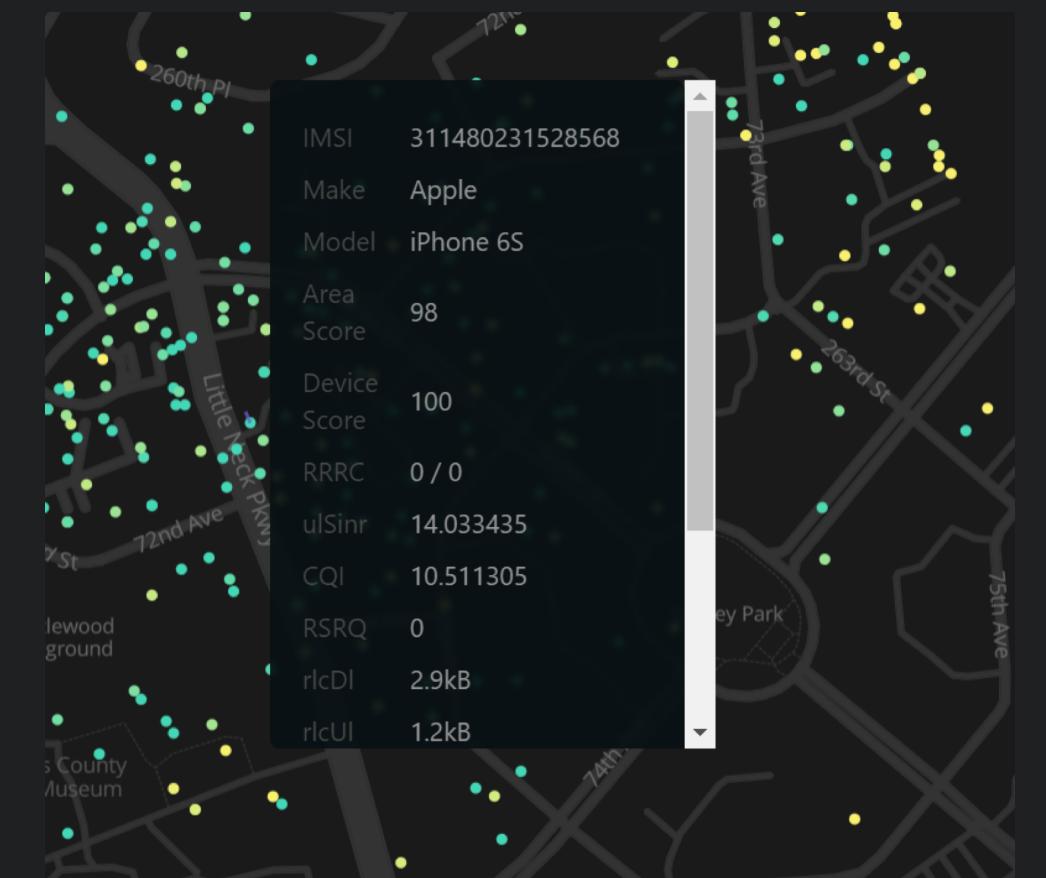 72nd
260th Pl
73rd Ave
IMSI 311480231528568
Make Apple
Model iPhone 6S
Area Score 98
Device Score 100
RRRC 0 / 0
ulSinr 14.033435
CQI 10.511305
RSRQ 0
rlcDl 2.9kB
rlcUl 1.2kB
263rd St
Little Neck Pkwy
72nd Ave
y St
75th Ave
ey Park
lewood
ground
74th
s County
Museum